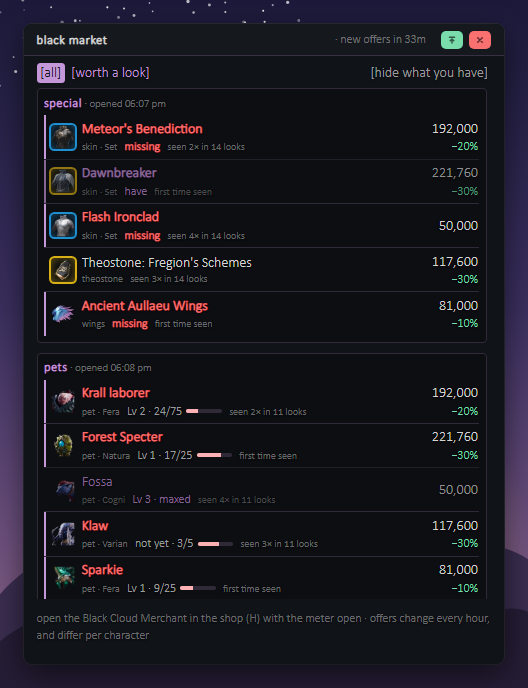 black market · new offers in 33m
[all] [worth a look] [hide what you have]
special · opened 06:07 pm
Meteor's Benediction 192,000
skin · Set missing seen 2× in 14 looks −20%
Dawnbreaker 221,760
skin · Set have first time seen −30%
Flash Ironclad 50,000
skin · Set missing seen 4× in 14 looks
Theostone: Fregion's Schemes 117,600
theostone seen 3× in 14 looks −30%
Ancient Aullaeu Wings 81,000
wings missing first time seen −10%
pets · opened 06:08 pm
Krall laborer 192,000
pet · Fera Lv 2 · 24/75 seen 2× in 11 looks −20%
Forest Specter 221,760
pet · Natura Lv 1 · 17/25 first time seen −30%
Fossa 50,000
pet · Cogni Lv 3 · maxed seen 4× in 11 looks
Klaw 117,600
pet · Varian not yet · 3/5 seen 3× in 11 looks −30%
Sparkie 81,000
pet · Fera Lv 1 · 9/25 first time seen −10%
open the Black Cloud Merchant in the shop (H) with the meter open · offers change every hour,
and differ per character